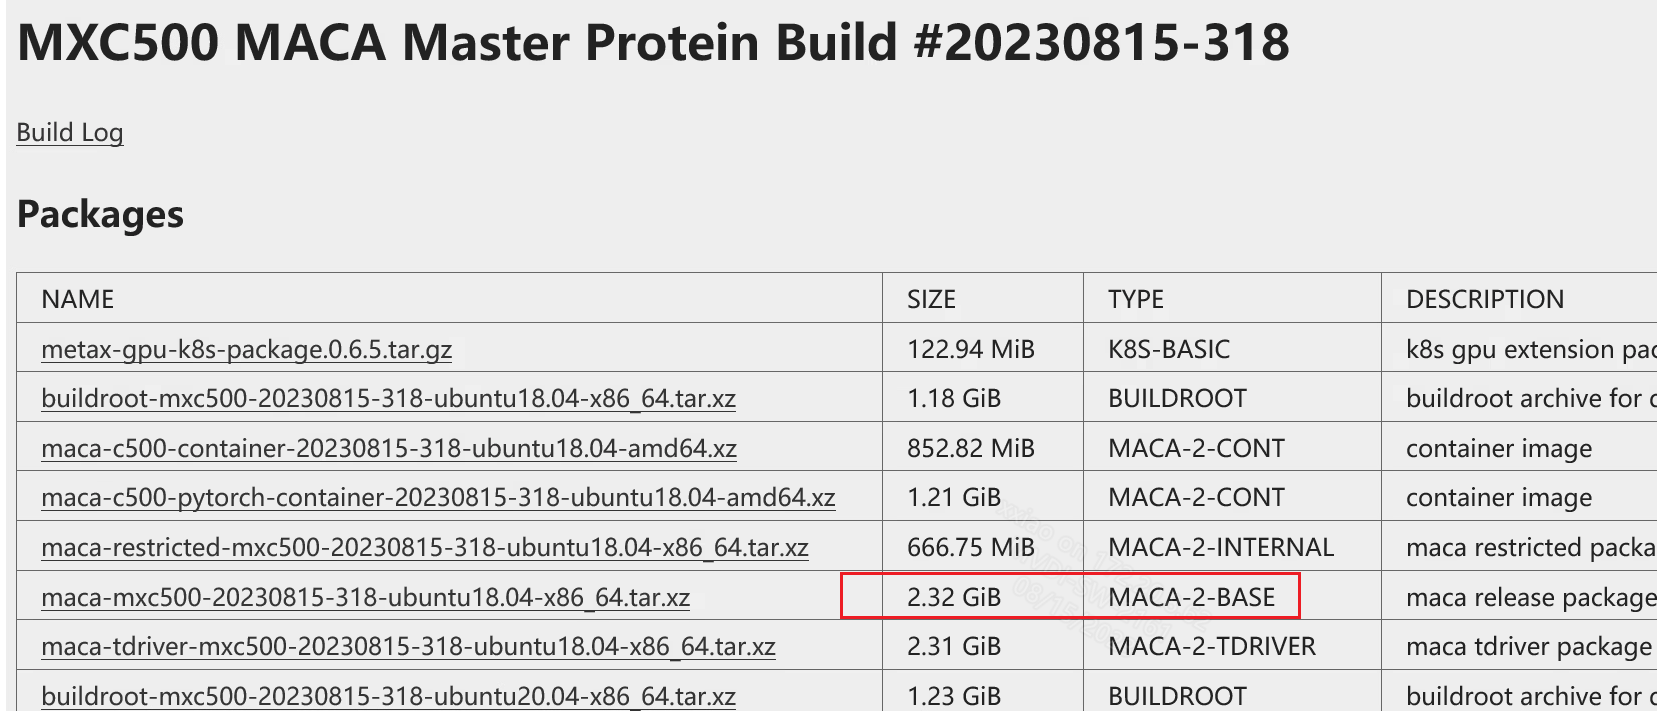 MXC500 MACA Master Protein Build #20230815-318
Build Log
Packages
NAME SIZE TYPE DESCRIPTION
metax-gpu-k8s-package.0.6.5.tar.gz 122.94 MiB K8S-BASIC k8s gpu extension
buildroot-mxc500-20230815-318-ubuntu18.04-x86_64.tar.xz 1.18 GiB BUILDROOT buildroot archive for
maca-c500-container-20230815-318-ubuntu18.04-amd64.xz 852.82 MiB MACA-2-CONT container image
maca-c500-pytorch-container-20230815-318-ubuntu18.04-amd64.xz 1.21 GiB MACA-2-CONT container image
maca-restricted-mxc500-20230815-318-ubuntu18.04-x86_64.tar.xz 666.75 MiB MACA-2-INTERNAL maca restricted
maca-mxc500-20230815-318-ubuntu18.04-x86_64.tar.xz 2.32 GiB MACA-2-BASE maca release package
maca-tdriver-mxc500-20230815-318-ubuntu18.04-x86_64.tar.xz 2.31 GiB MACA-2-TDRIVER maca tdriver package
buildroot-mxc500-20230815-318-ubuntu20.04-x86_64.tar.xz 1.23 GiB BUILDROOT buildroot archive for